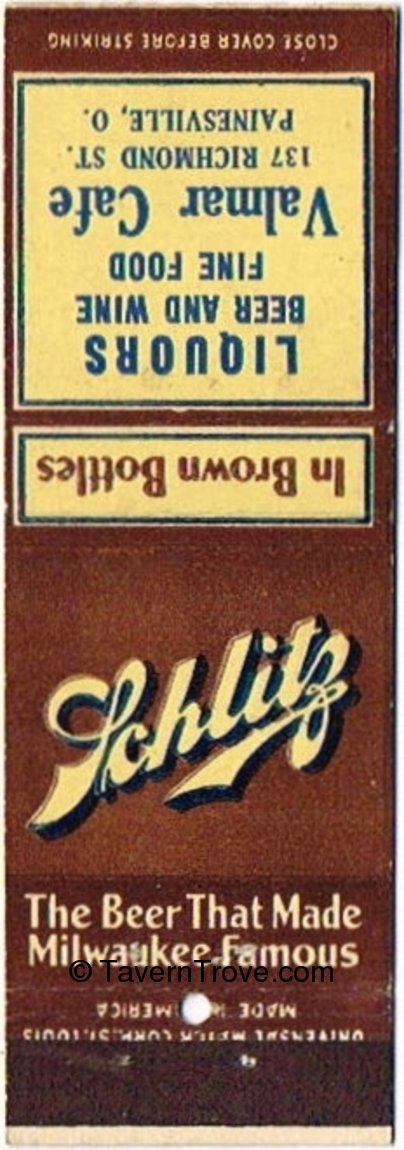 CLOSE COVER BEFORE STRIKING
LIQUORS
BEER AND WINE
FINE FOOD
Valmar Cafe
137 RICHMOND ST.
PAINESVILLE, O.
In Brown Bottles
Schlitz
The Beer That Made
Milwaukee Famous
© TavernTrove.com
UNIVERSAL MATCH CORP., ST. LOUIS
MADE IN AMERICA